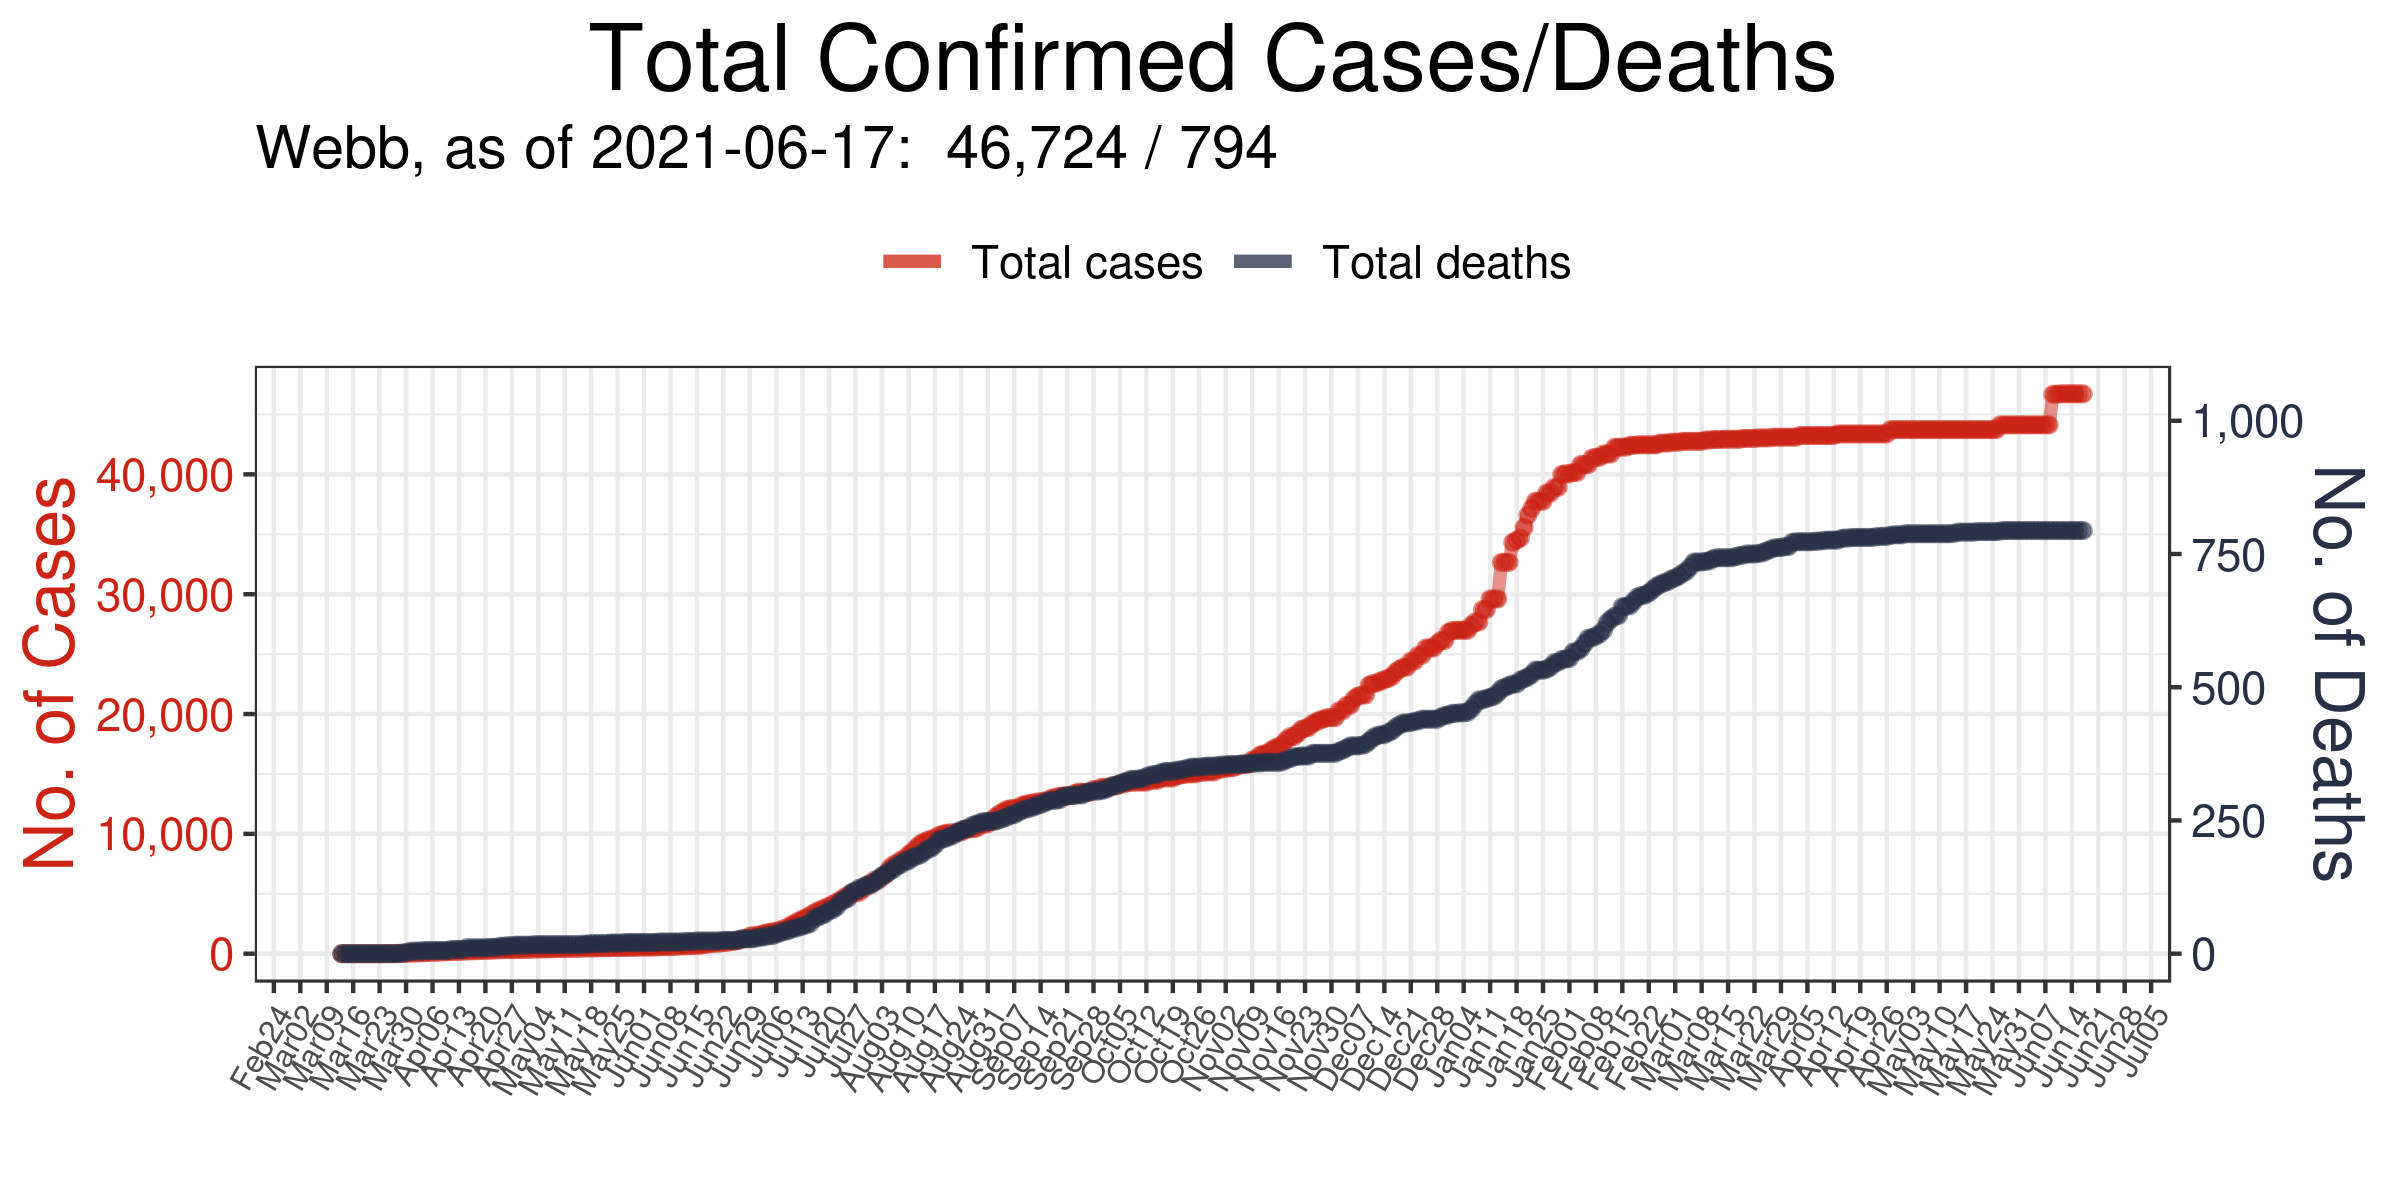 Total Confirmed Cases/Deaths
Webb, as of 2021-06-17: 46,724 / 794
Total cases
Total deaths
No. of Cases
40,000
30,000
20,000
10,000
0
1,000
750
500
250
0
No. of Deaths
Feb24
Mar02
Mar09
Mar16
Mar23
Mar30
Apr06
Apr13
Apr20
Apr27
May04
May11
May18
May25
Jun01
Jun08
Jun15
Jun22
Jun29
Jul06
Jul13
Jul20
Jul27
Aug03
Aug10
Aug17
Aug24
Aug31
Sep07
Sep14
Sep21
Sep28
Oct05
Oct12
Oct19
Oct26
Nov02
Nov09
Nov16
Nov23
Nov30
Dec07
Dec14
Dec21
Dec28
Jan04
Jan11
Jan18
Jan25
Feb01
Feb08
Feb15
Feb22
Mar01
Mar08
Mar15
Mar22
Mar29
Apr05
Apr12
Apr19
Apr26
May03
May10
May17
May24
May31
Jun07
Jun14
Jun21
Jun28
Jul05